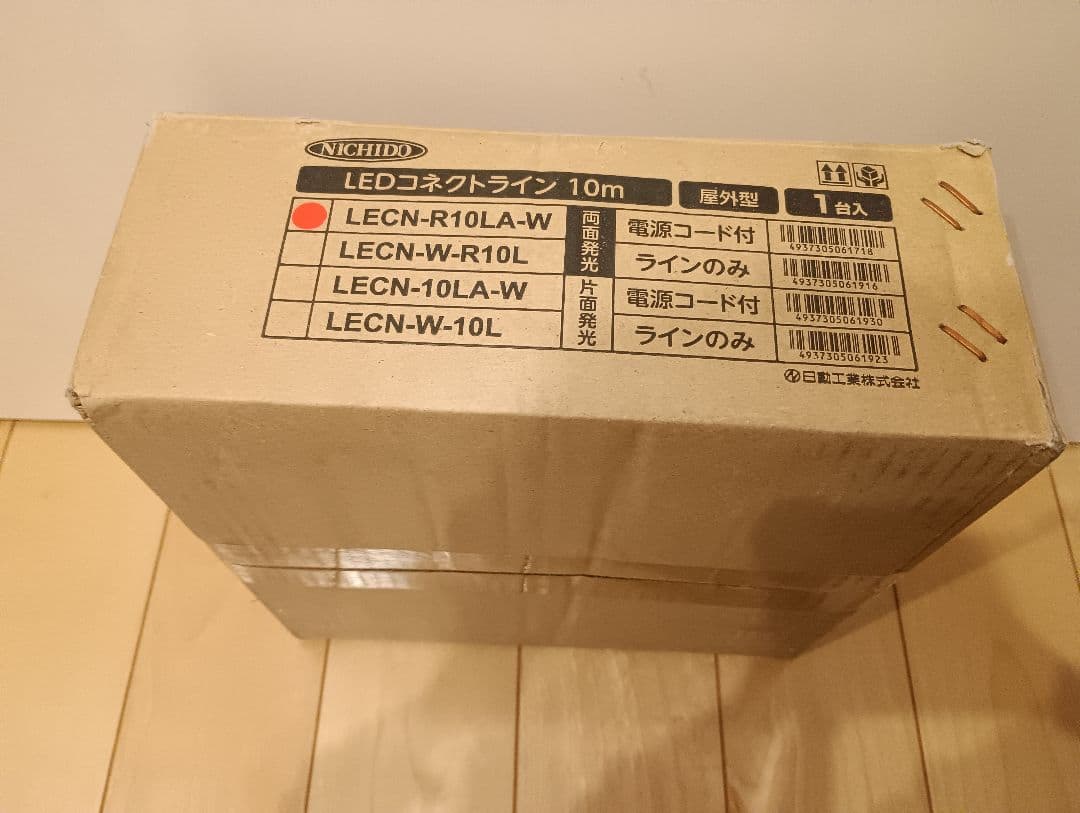 NICHIDO
LEDコネクトライン 10m 屋外型 1台入
LECN-R10LA-W 両面発光 電源コード付 4937305061718
LECN-W-R10L ラインのみ 4937305061916
LECN-10LA-W 片面発光 電源コード付 4937305061930
LECN-W-10L ラインのみ 4937305061923
日動工業株式会社